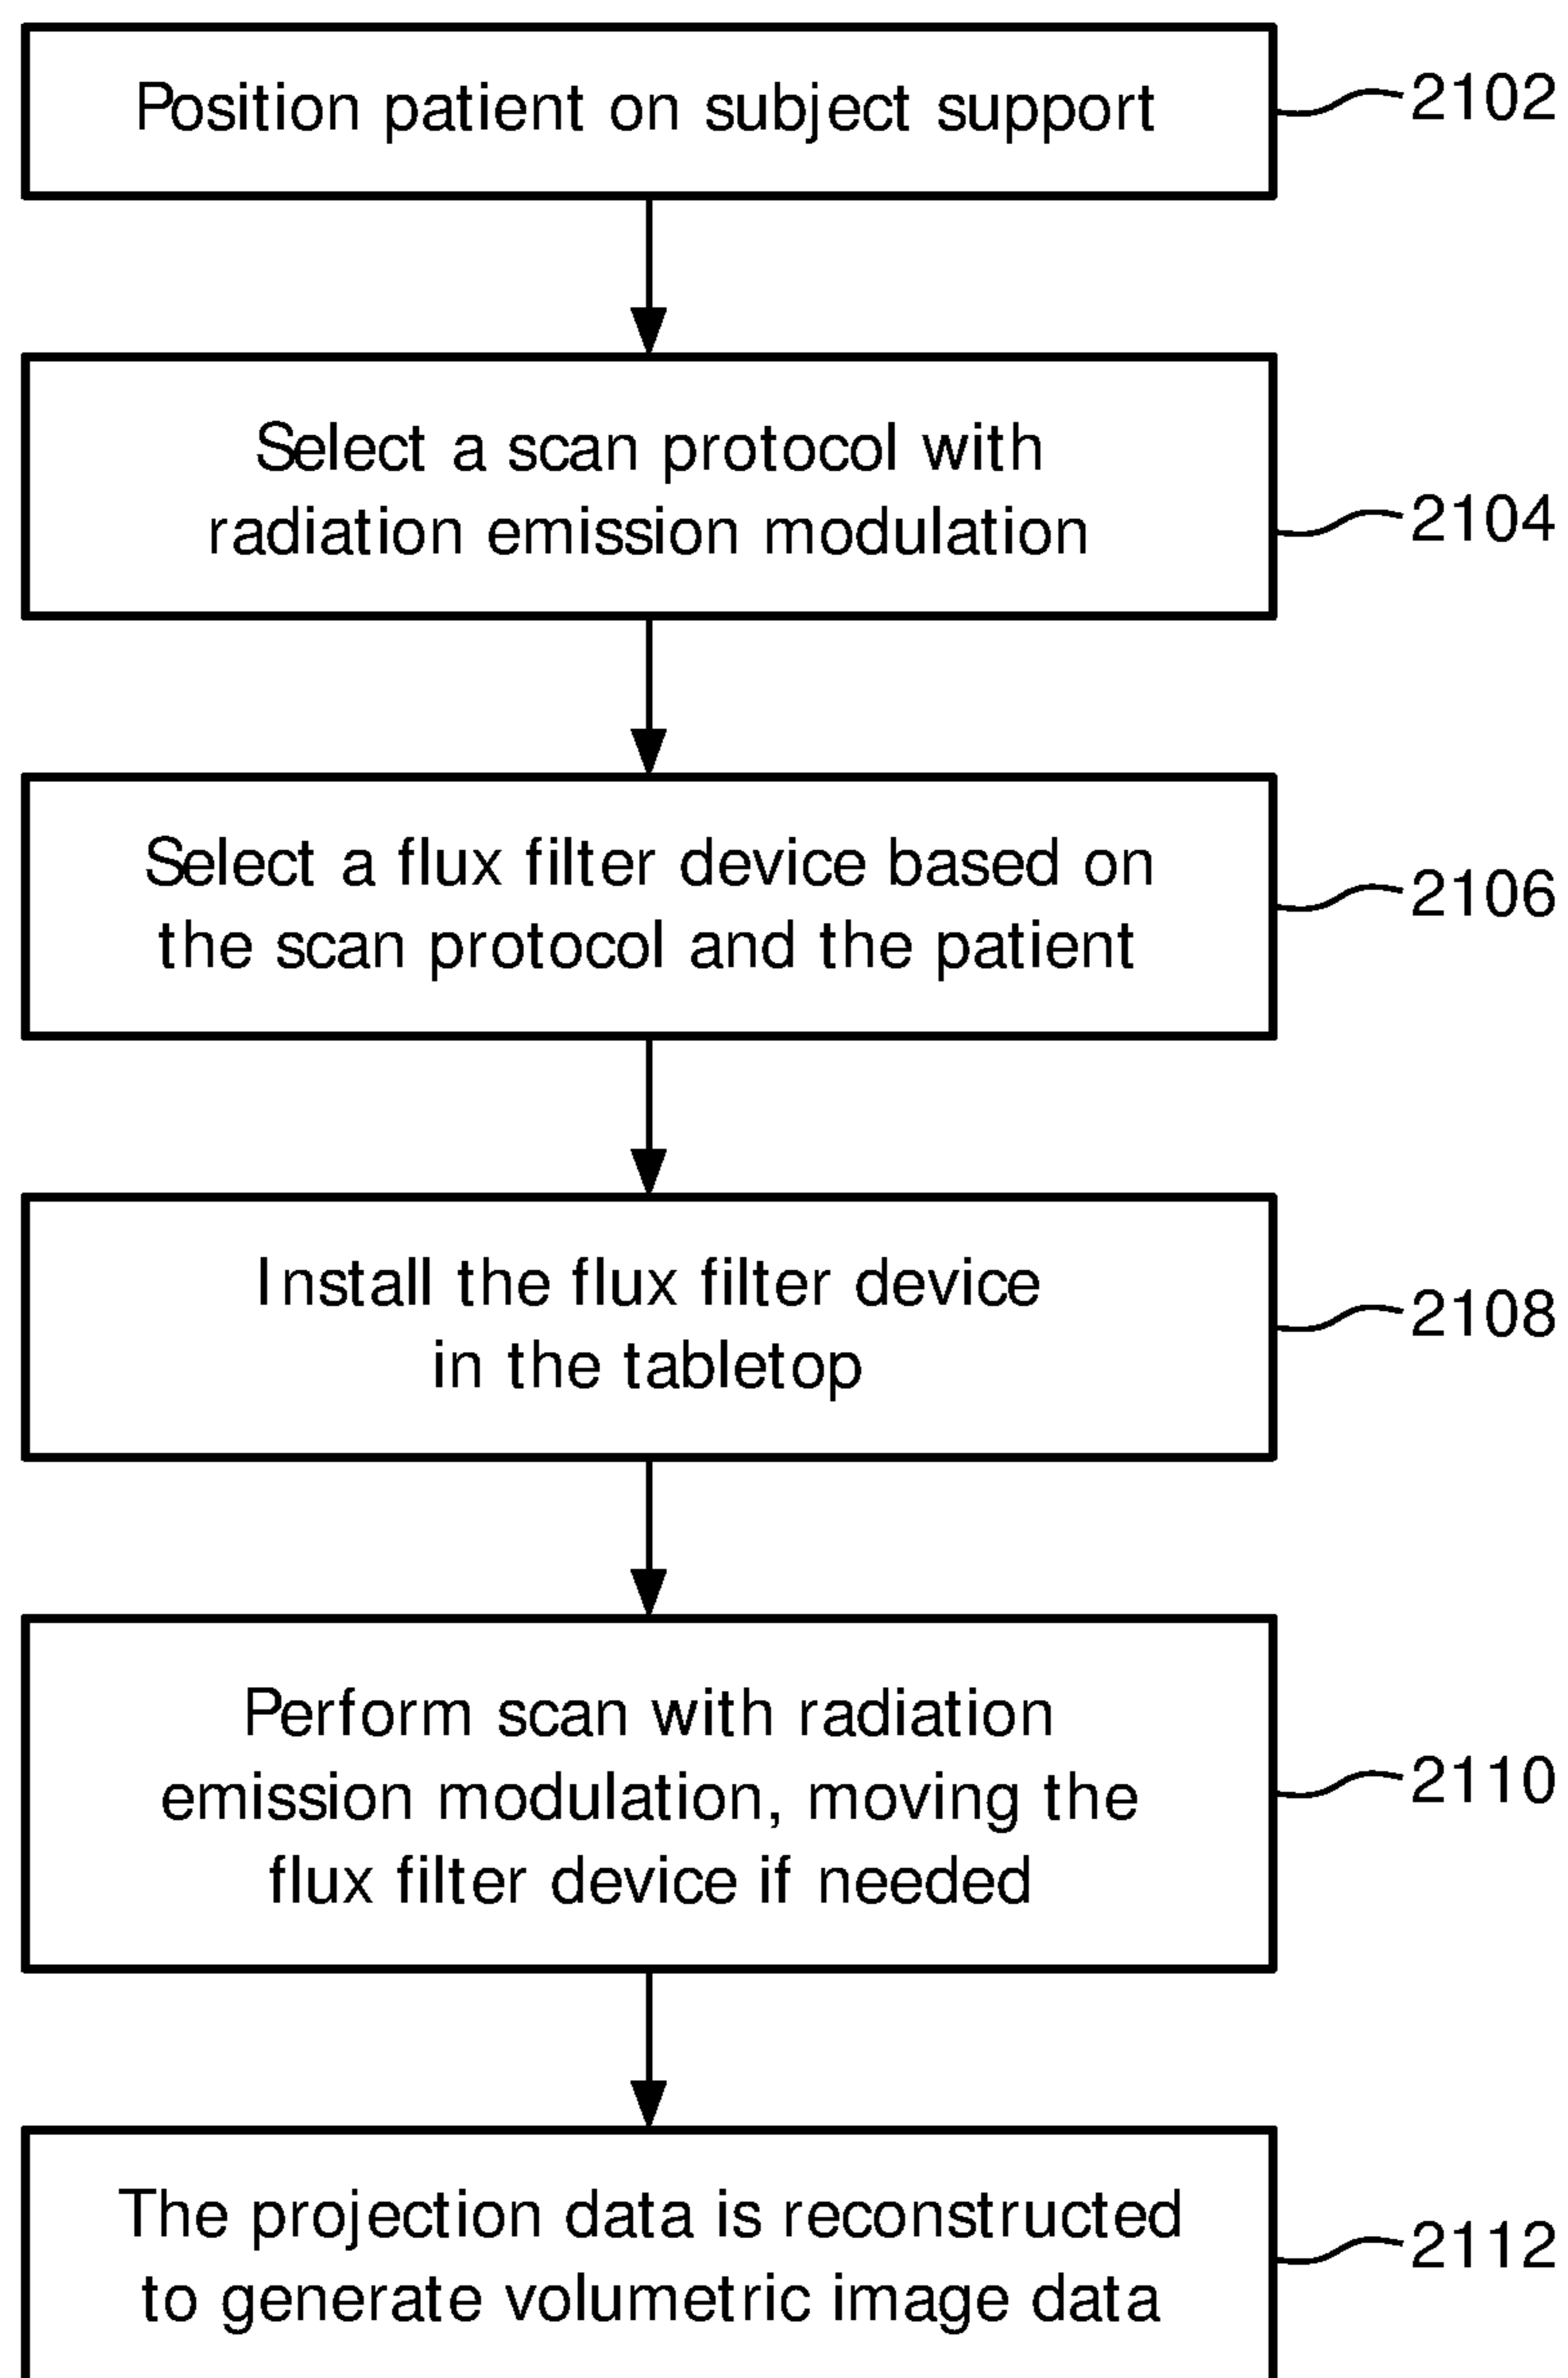 Position patient on subject support
2102
Select a scan protocol with
radiation emission modulation
2104
Select a flux filter device based on
the scan protocol and the patient
2106
Install the flux filter device
in the tabletop
2108
Perform scan with radiation
emission modulation, moving the
flux filter device if needed
2110
The projection data is reconstructed
to generate volumetric image data
2112